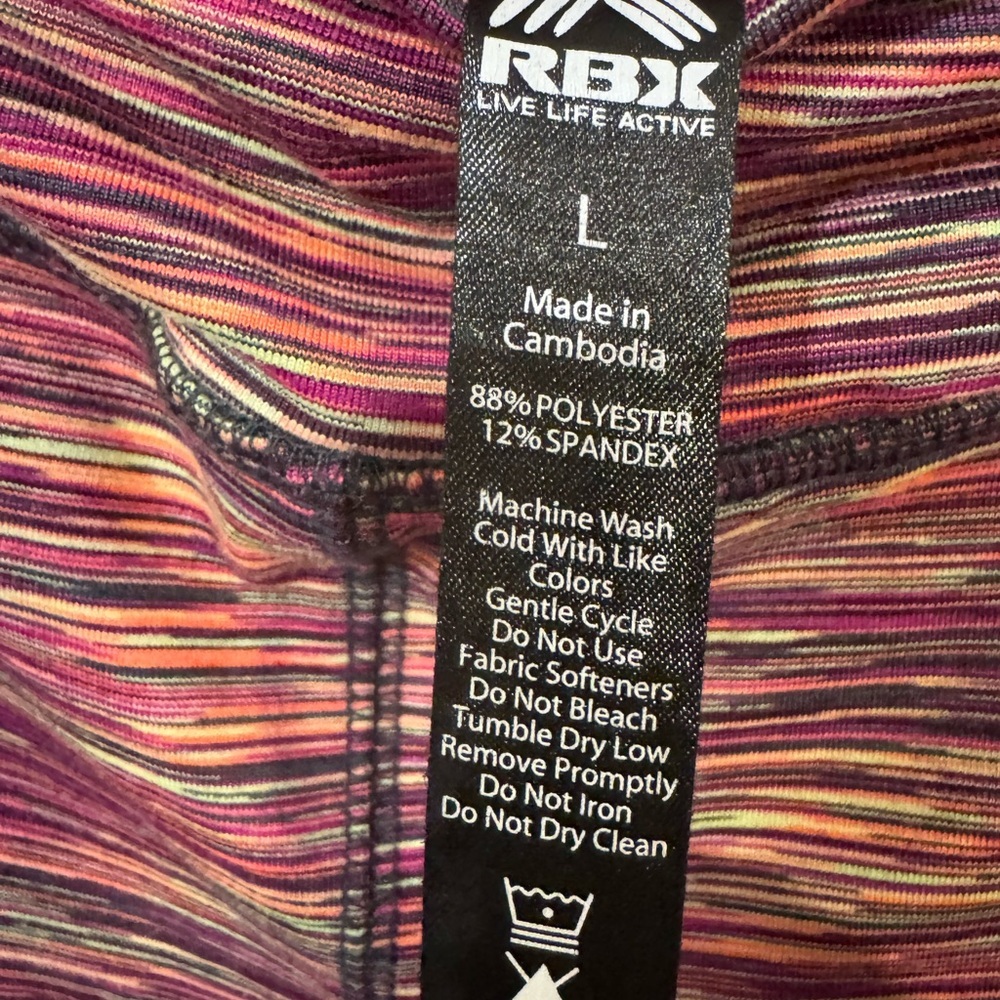 RBX
LIVE LIFE ACTIVE
L
Made in
Cambodia
88% POLYESTER
12% SPANDEX
Machine Wash
Cold With Like
Colors
Gentle Cycle
Do Not Use
Fabric Softeners
Do Not Bleach
Tumble Dry Low
Remove Promptly
Do Not Iron
Do Not Dry Clean